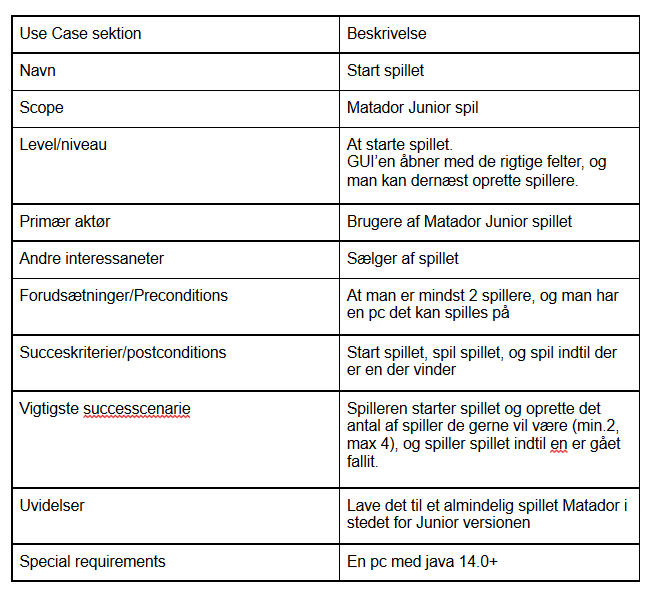 Use Case sektion
Beskrivelse
Navn
Start spillet
Scope
Matador Junior spil
Level/niveau
At starte spillet.
GUI'en åbner med de rigtige felter, og
man kan dernæst oprette spillere.
Primær aktør
Brugere af Matador Junior spillet
Andre interessaneter
Sælger af spillet
Forudsætninger/Preconditions
At man er mindst 2 spillere, og man har
en pc det kan spilles på
Succeskriterier/postconditions
Start spillet, spil spillet, og spil indtil der
er en der vinder
Vigtigste successcenarie
Spilleren starter spillet og oprette det
antal af spiller de gerne vil være (min.2,
max 4), og spiller spillet indtil en er gået
fallit.
Uvidelser
Lave det til et almindelig spillet Matador i
stedet for Junior versionen
Special requirements
En pc med java 14.0+